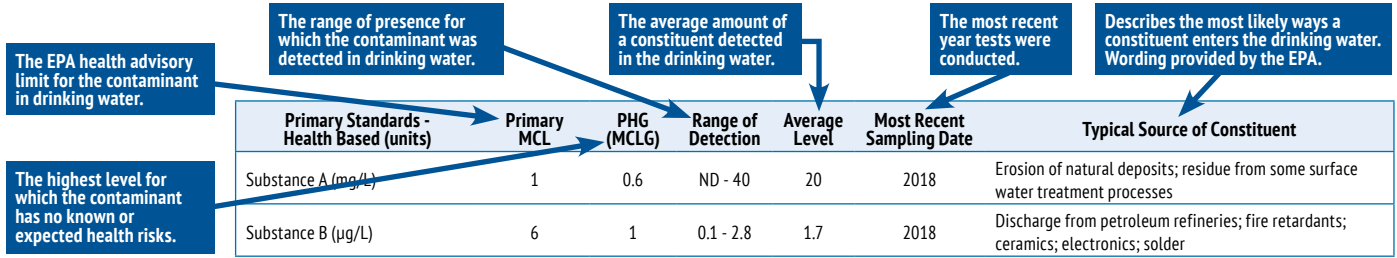 The range of presence for
which the contaminant was
detected in drinking water.
The average amount of
a constituent detected
in the drinking water.
The most recent
year tests were
conducted.
Describes the most likely ways a
constituent enters the drinking water.
Wording provided by the EPA.
The EPA health advisory
limit for the contaminant
in drinking water.
Primary Standards -
Health Based (units)
Primary
MCL
PHG
(MCLG)
Range of
Detection
Average
Level
Most Recent
Sampling Date
Typical Source of Constituent
The highest level for
which the contaminant
has no known or
expected health risks.
Substance A (mg/L)
1
0.6
ND - 40
20
2018
Erosion of natural deposits; residue from some surface
water treatment processes
Substance B (µg/L)
6
1
0.1 - 2.8
1.7
2018
Discharge from petroleum refineries; fire retardants;
ceramics; electronics; solder